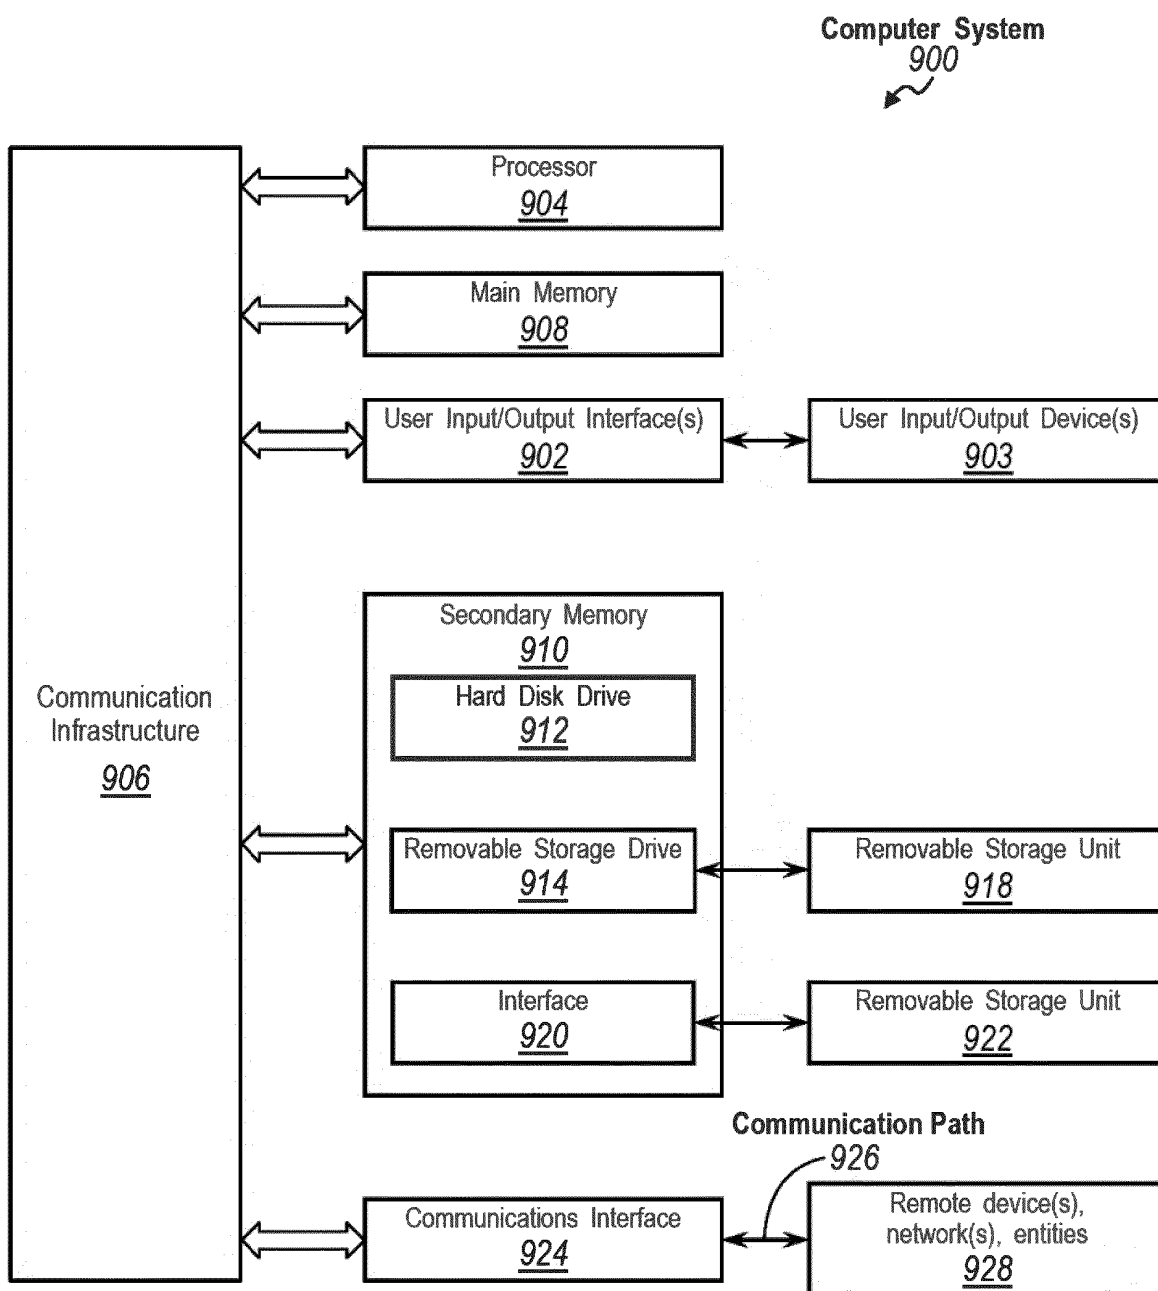 Computer System
900
Processor
904
Main Memory
908
User Input/Output Interface(s)
902
User Input/Output Device(s)
903
Secondary Memory
910
Hard Disk Drive
912
Communication
Infrastructure
906
Removable Storage Drive
914
Removable Storage Unit
918
Interface
920
Removable Storage Unit
922
Communication Path
926
Communications Interface
924
Remote device(s),
network(s), entities
928